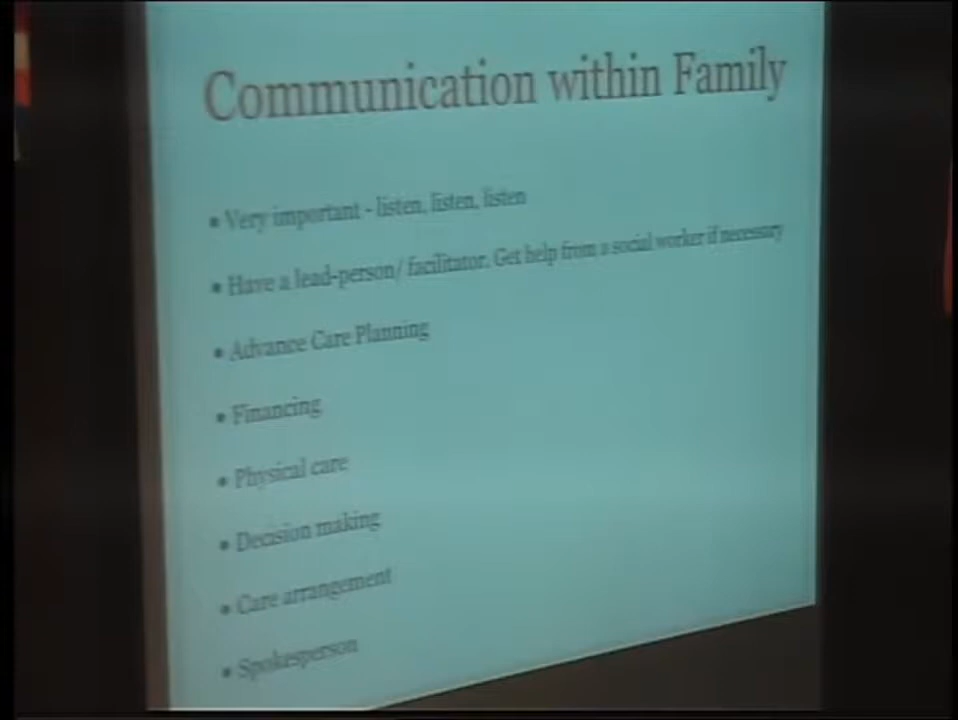 Communication within Family
• Very important - listen, listen, listen
• Have a lead-person/ facilitator. Get help from a social worker if necessary
• Advance Care Planning
• Financing
• Physical care
• Decision making
• Care arrangement
• Spokesperson